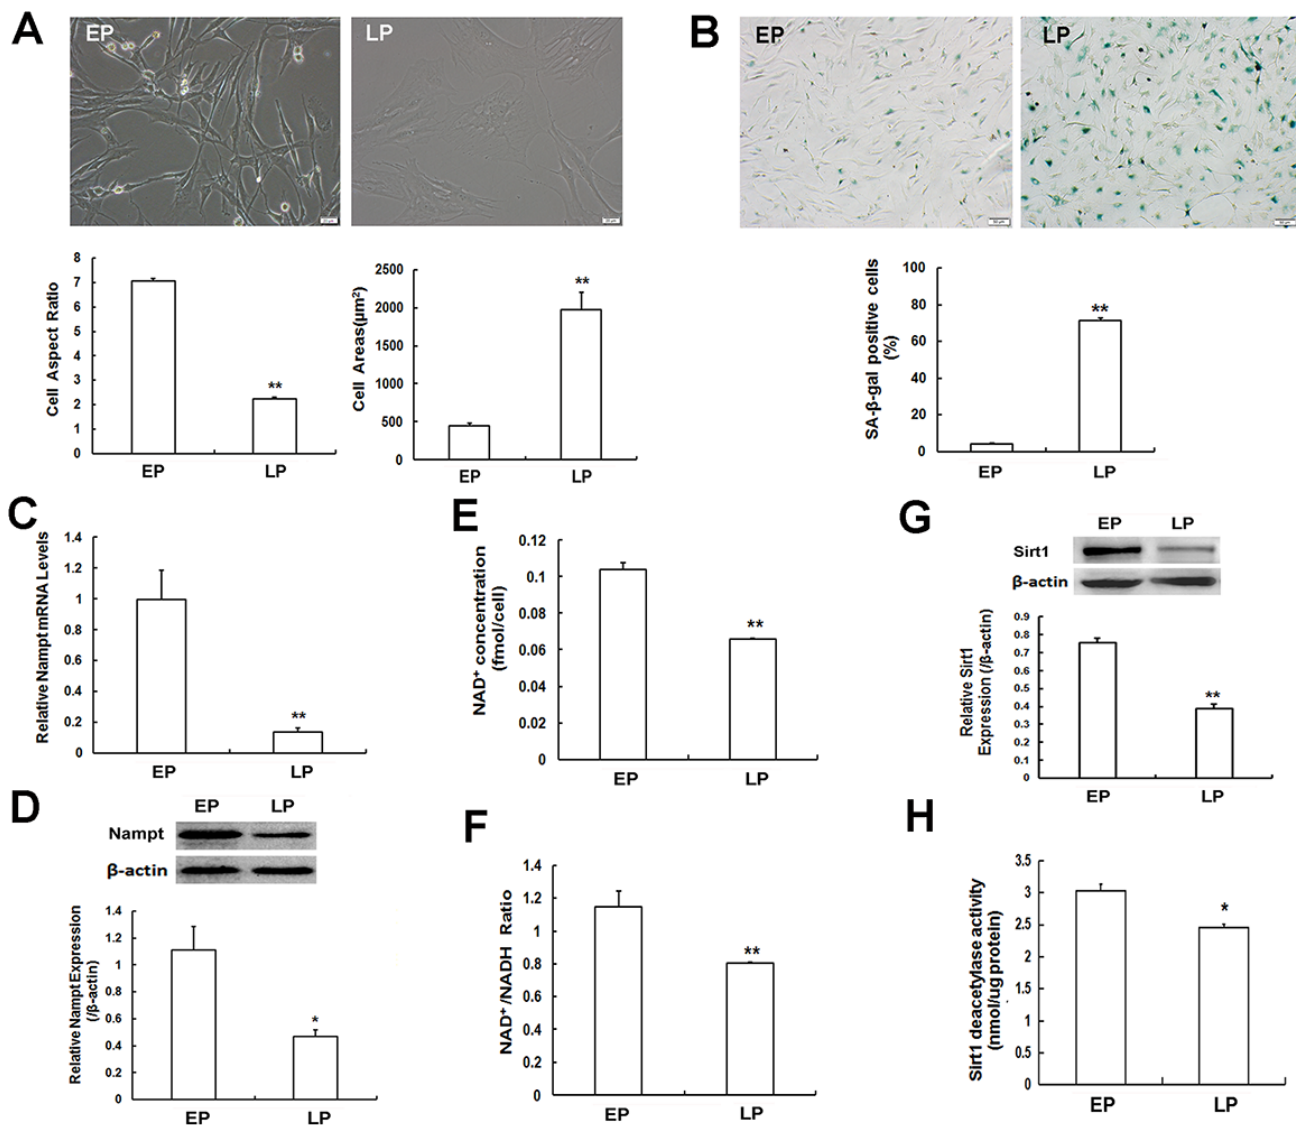 A
EP
LP
B
EP
LP
Cell Aspect Ratio
8
7
6
5
4
3
2
1
0
**
EP
LP
Cell Areas(μm²)
2500
2000
1500
1000
500
0
**
EP
LP
SA-β-gal positive cells
(%)
100
80
60
40
20
0
**
EP
LP
C
Relative Nampt mRNA Levels
1.4
1.2
1
0.8
0.6
0.4
0.2
0
**
EP
LP
D
EP LP
Nampt
β-actin
Relative Nampt Expression
(/β-actin)
1.4
1.2
1
0.8
0.6
0.4
0.2
0
*
EP
LP
E
NAD⁺ concentration
(fmol/cell)
0.12
0.1
0.08
0.06
0.04
0.02
0
**
EP
LP
F
NAD⁺/NADH Ratio
1.4
1.2
1
0.8
0.6
0.4
0.2
0
**
EP
LP
G
EP LP
Sirt1
β-actin
Relative Sirt1
Expression (/β-actin)
0.9
0.8
0.7
0.6
0.5
0.4
0.3
0.2
0.1
0
**
EP
LP
H
Sirt1 deacetylase activity
(nmol/ug protein)
3.5
3
2.5
2
1.5
1
0.5
0
*
EP
LP